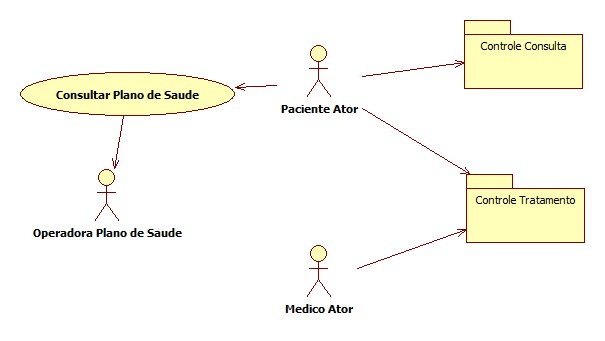 Controle Consulta
Consultar Plano de Saude
Paciente Ator
Controle Tratamento
Operadora Plano de Saude
Medico Ator